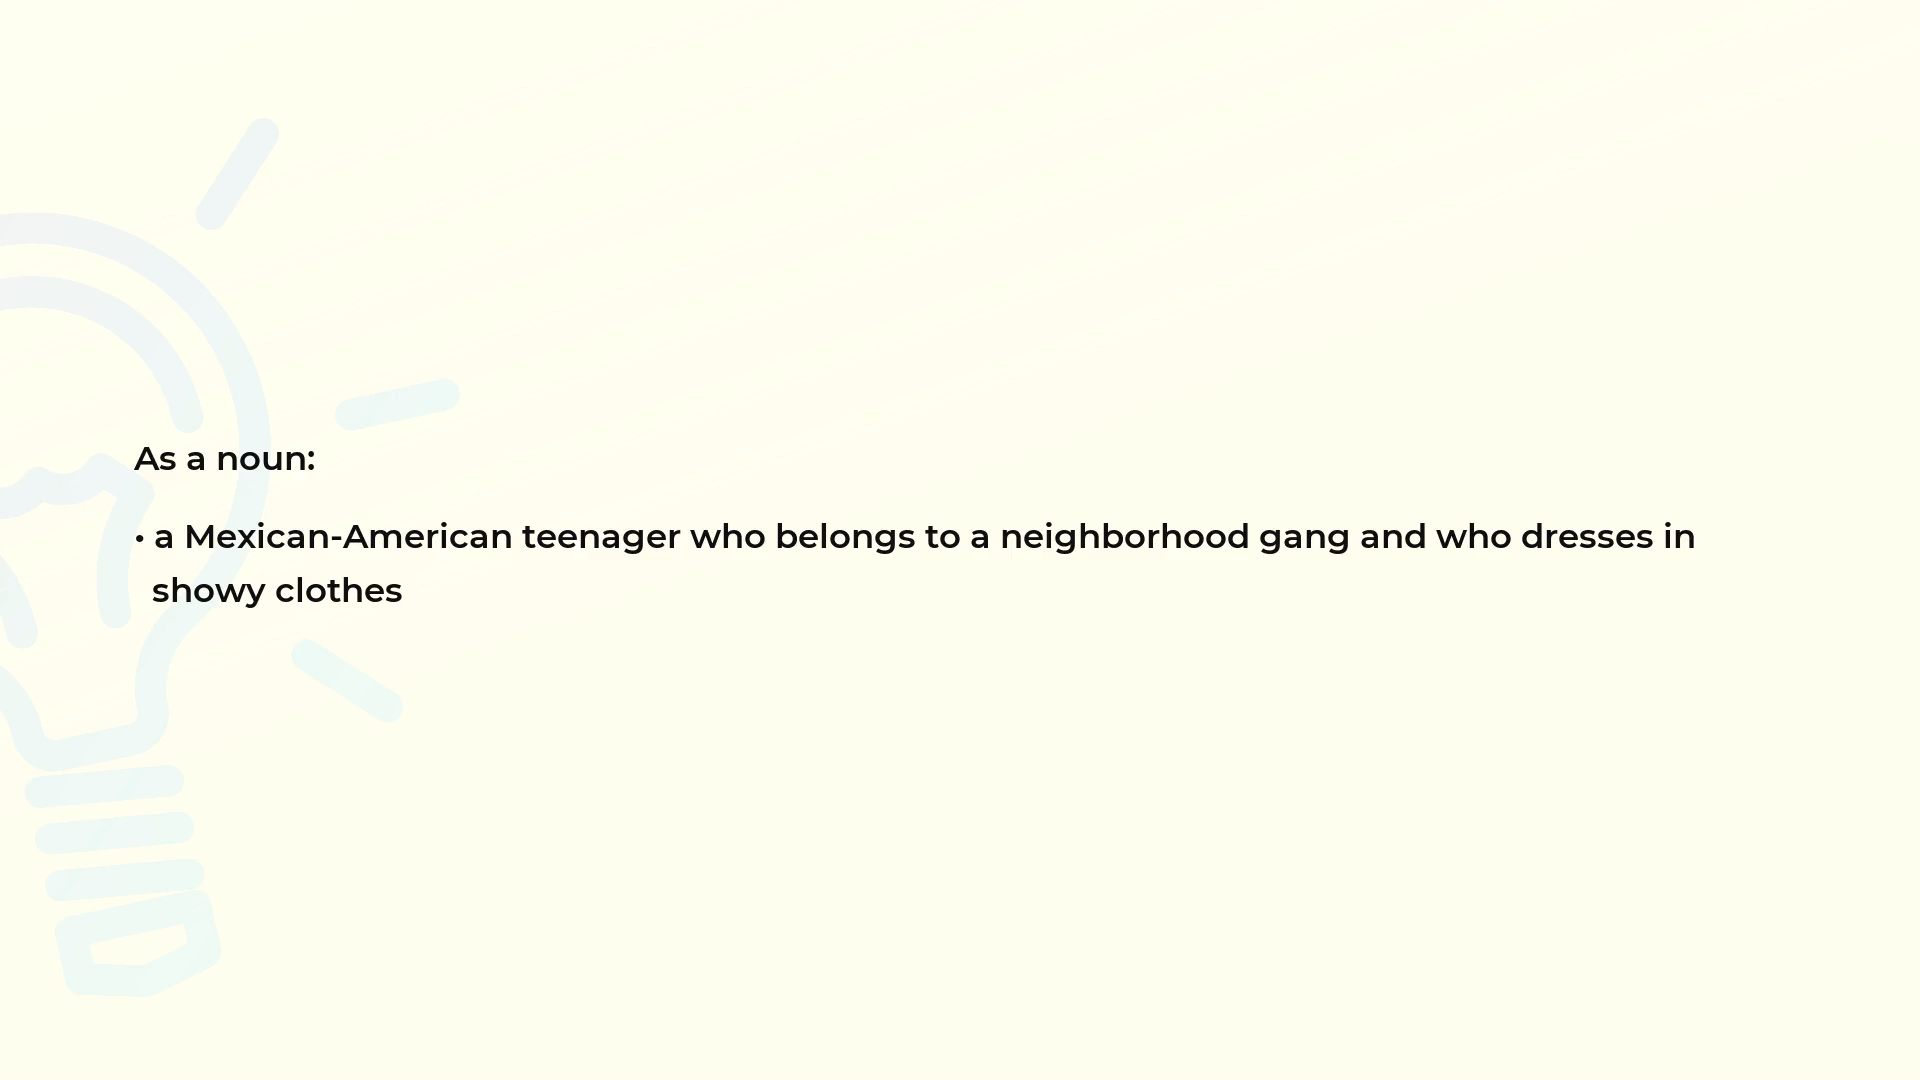 As a noun:
• a Mexican-American teenager who belongs to a neighborhood gang and who dresses in
showy clothes